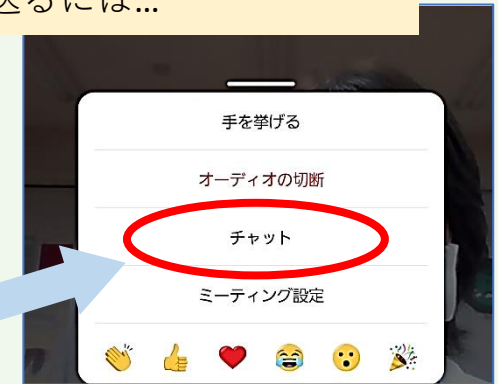 送るには…
手を挙げる
オーディオの切断
チャット
ミーティング設定